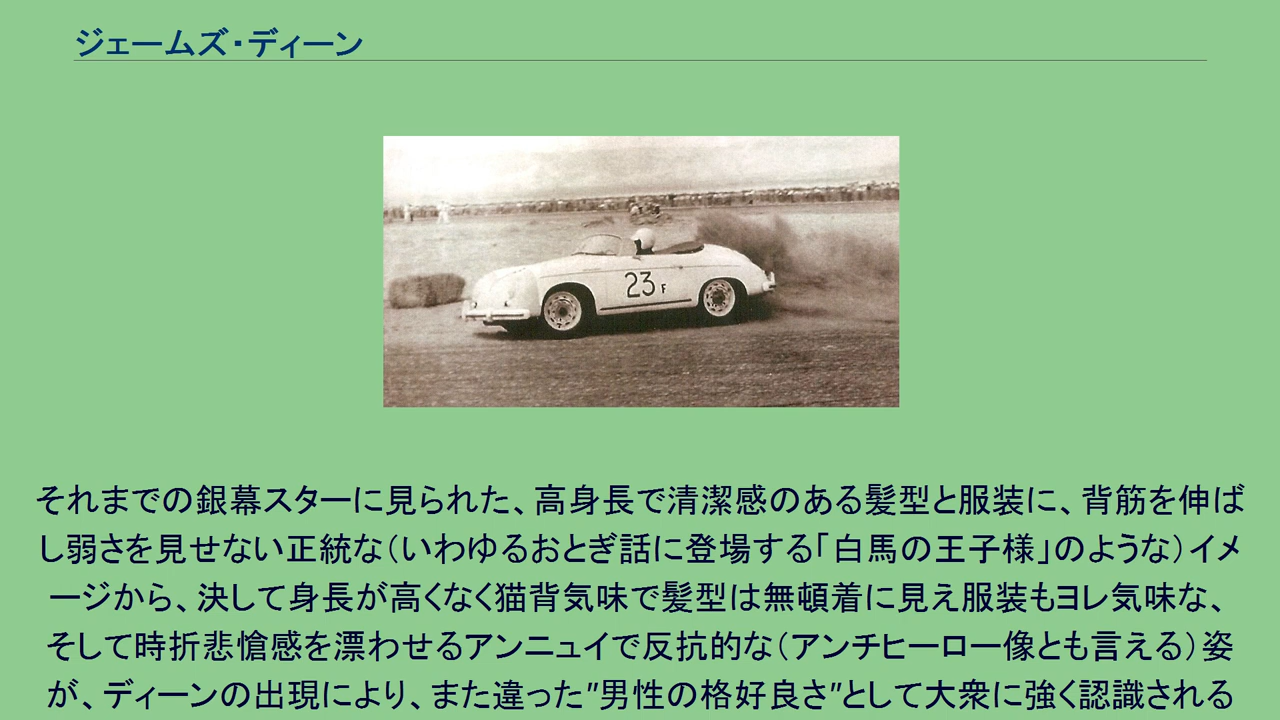 ジェームズ・ディーン
23 F
それまでの銀幕スターに見られた、高身長で清潔感のある髪型と服装に、背筋を伸ば
し弱さを見せない正統な（いわゆるおとぎ話に登場する「白馬の王子様」のような）イメ
ージから、決して身長が高くなく猫背気味で髪型は無頓着に見え服装もヨレ気味な、
そして時折悲愴感を漂わせるアンニュイで反抗的な（アンチヒーロー像とも言える）姿
が、ディーンの出現により、また違った"男性の格好良さ"として大衆に強く認識される